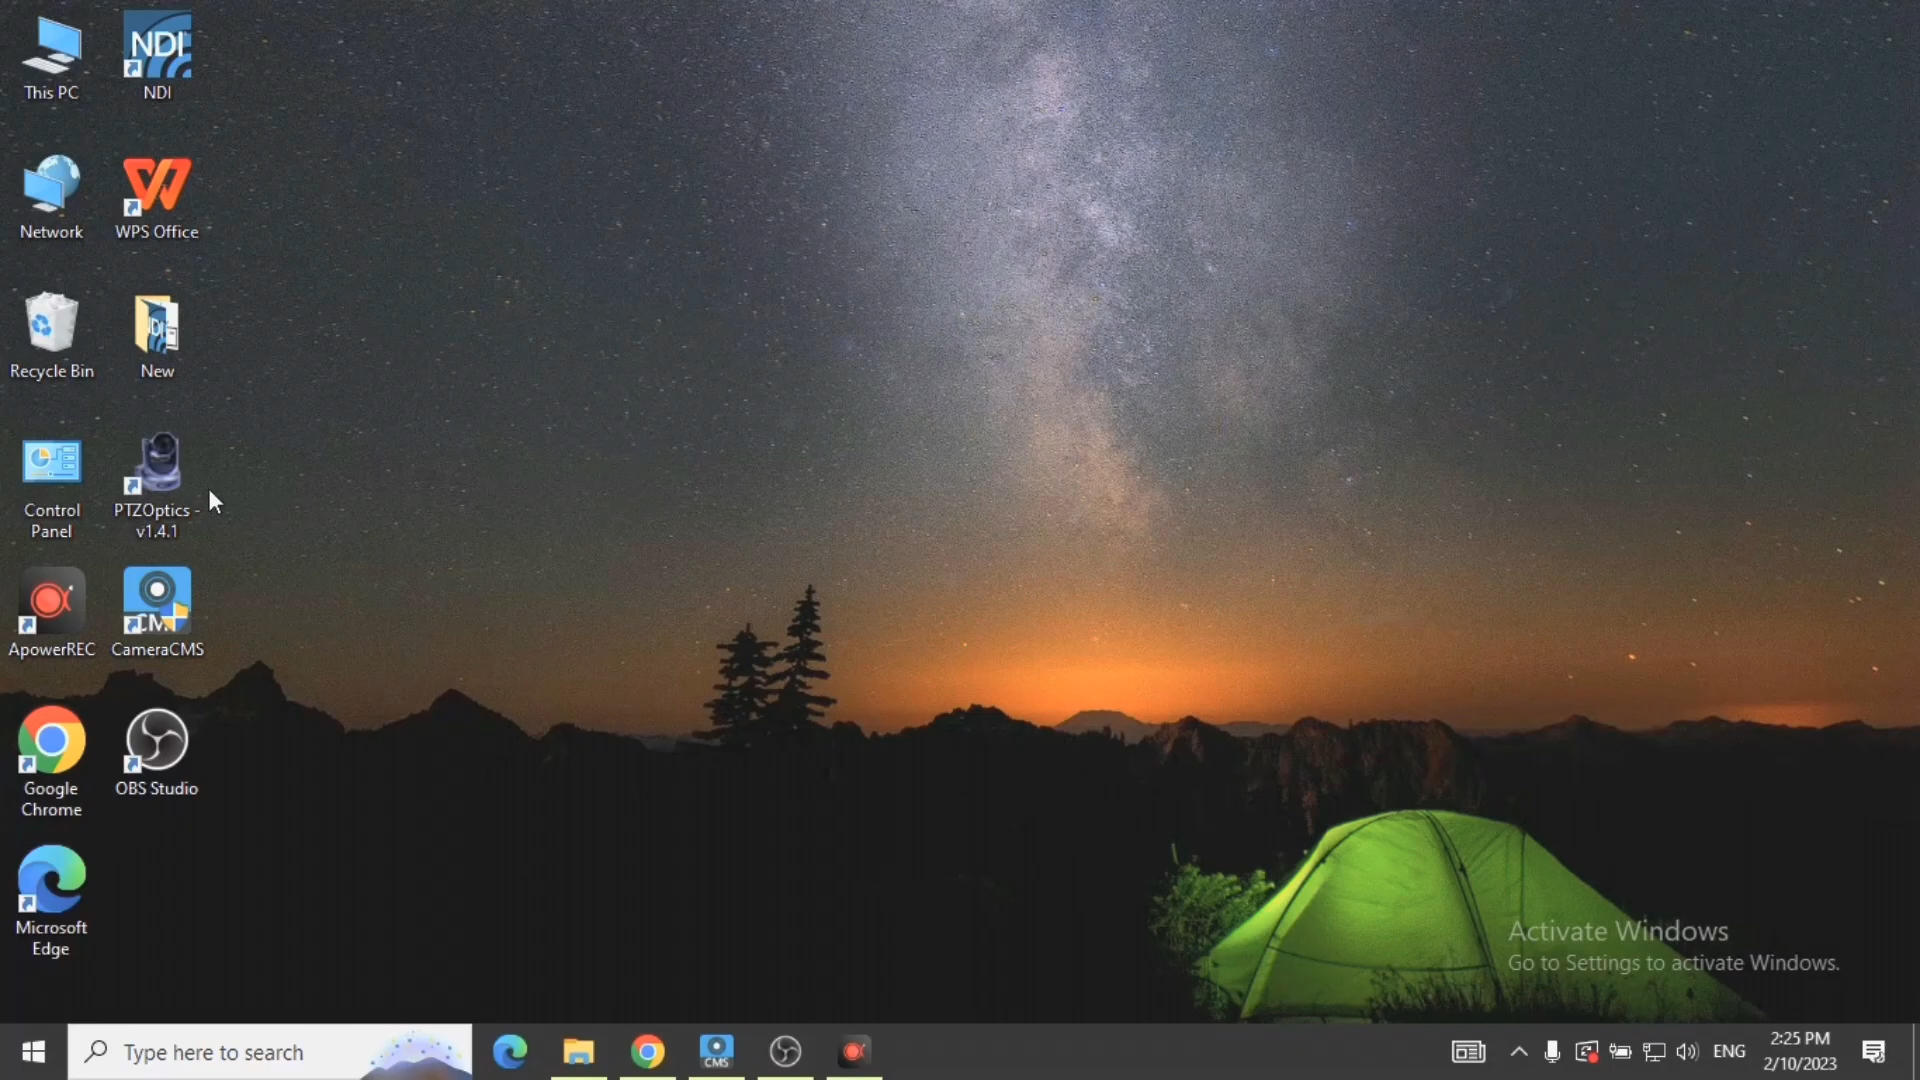 This PC
NDI
NDI
Network
WPS Office
Recycle Bin
New
Control
Panel
PTZOptics -
v1.4.1
ApowerREC
CameraCMS
Google
Chrome
OBS Studio
Microsoft
Edge
Activate Windows
Go to Settings to activate Windows.
Type here to search
CMS
ENG
2:25 PM
2/10/2023